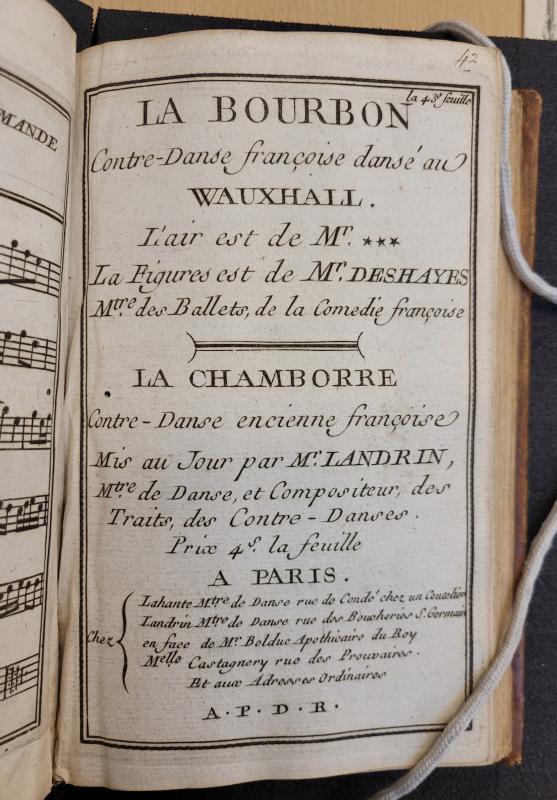 MANDE
42
la 43e feuille
LA BOURBON
Contre-Danse françoise dansé au
WAUXHALL.
L'air est de Mr. ***
La Figures est de Mr. DESHAYES
Mtre. des Ballets, de la Comedie françoise
LA CHAMBORRE
Contre-Danse encienne françoise
Mis au Jour par Mr. LANDRIN,
Mtre. de Danse, et Compositeur, des
Traits, des Contre-Danses.
Prix 4s. la feuille
A PARIS.
Chez
Lahante Mtre de Danse rue de Condé chez un Coutelier
Landrin Mtre de Danse rue des Boucheries S. Germain
en face de Mr Bolduc Apothicaire du Roy
Melle Castagnery rue des Prouvaires.
Et aux Adresses Ordinaires
A. P. D. R.